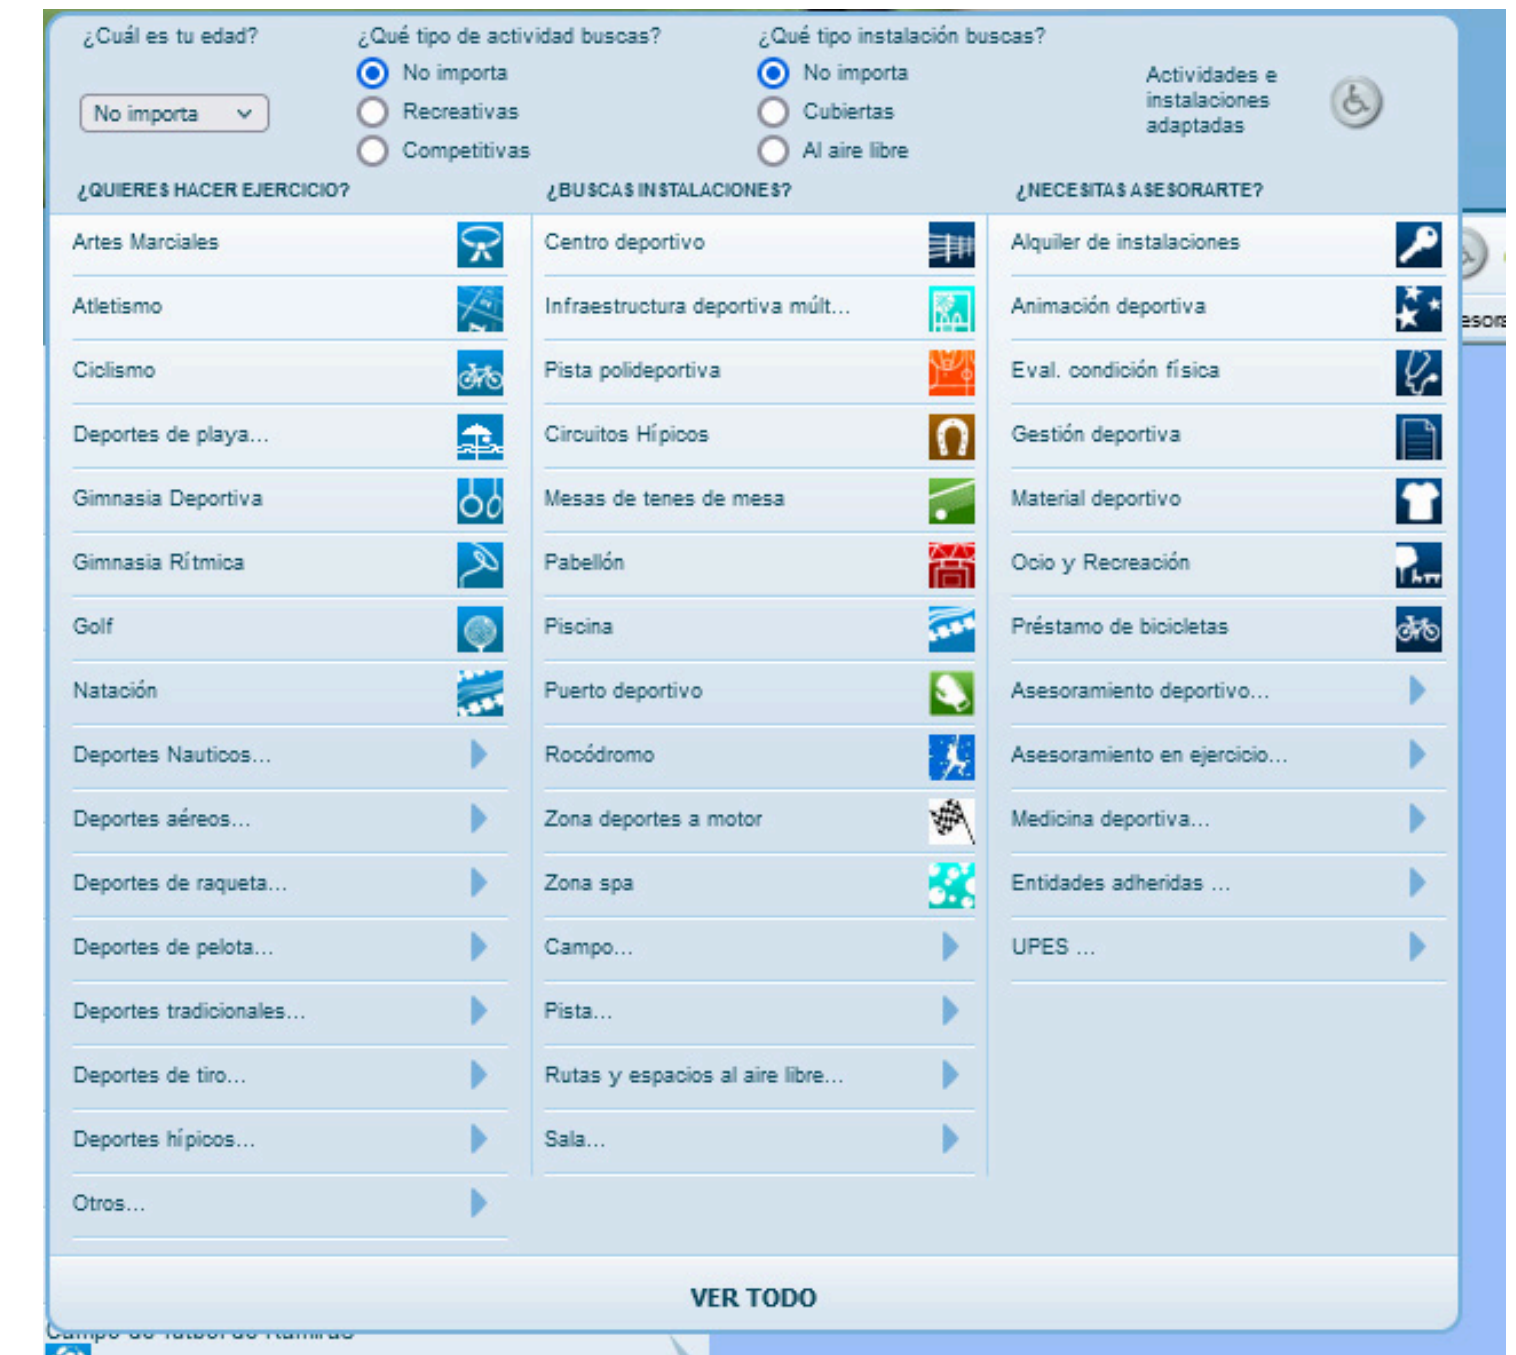 ¿Cuál es tu edad?
No importa
¿Qué tipo de actividad buscas?
No importa
Recreativas
Competitivas
¿Qué tipo instalación buscas?
No importa
Cubiertas
Al aire libre
Actividades e
instalaciones
adaptadas
¿QUIERES HACER EJERCICIO?
Artes Marciales
Atletismo
Ciclismo
Deportes de playa...
Gimnasia Deportiva
Gimnasia Rítmica
Golf
Natación
Deportes Nauticos...
Deportes aéreos...
Deportes de raqueta...
Deportes de pelota...
Deportes tradicionales...
Deportes de tiro...
Deportes hípicos...
Otros...
¿BUSCAS INSTALACIONES?
Centro deportivo
Infraestructura deportiva múlt...
Pista polideportiva
Circuitos Hípicos
Mesas de tenes de mesa
Pabellón
Piscina
Puerto deportivo
Rocódromo
Zona deportes a motor
Zona spa
Campo...
Pista...
Rutas y espacios al aire libre...
Sala...
¿NECESITAS ASESORARTE?
Alquiler de instalaciones
Animación deportiva
Eval. condición física
Gestión deportiva
Material deportivo
Ocio y Recreación
Préstamo de bicicletas
Asesoramiento deportivo...
Asesoramiento en ejercicio...
Medicina deportiva...
Entidades adheridas ...
UPES ...
VER TODO